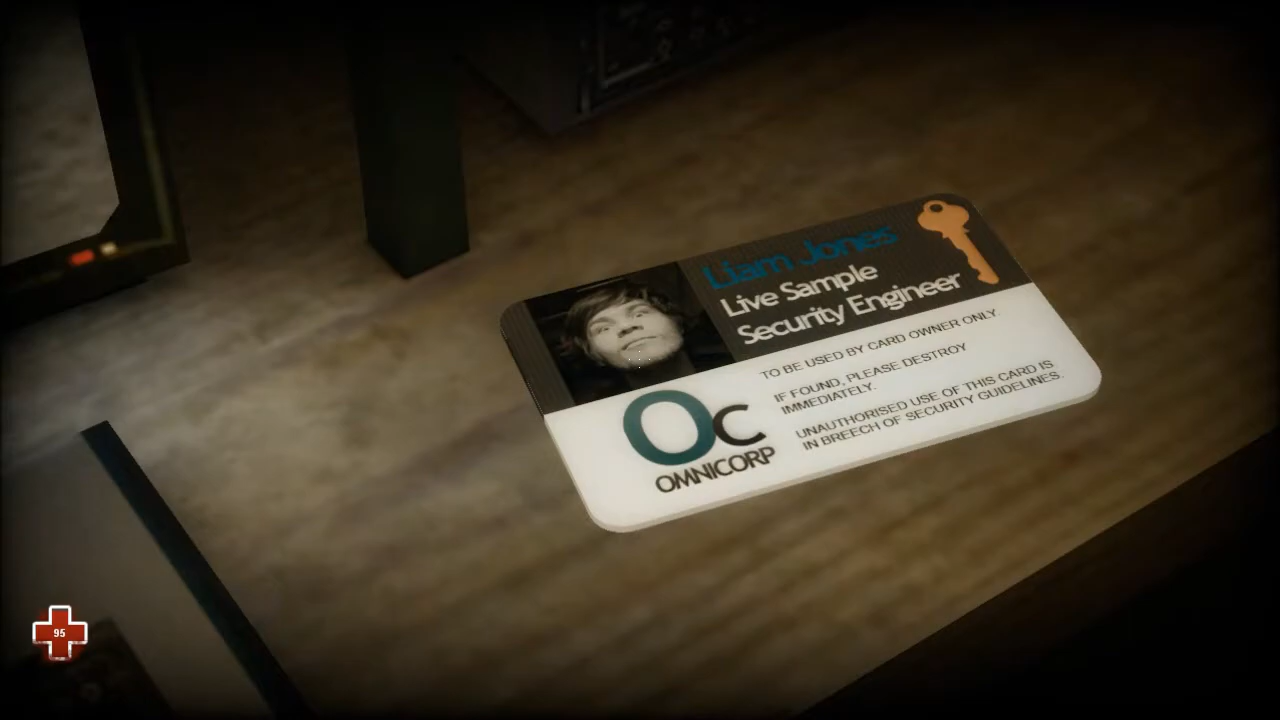 Liam Jones
Live Sample
Security Engineer
TO BE USED BY CARD OWNER ONLY.
IF FOUND, PLEASE DESTROY
IMMEDIATELY.
UNAUTHORISED USE OF THIS CARD IS
IN BREECH OF SECURITY GUIDELINES.
Oc
OMNICORP
95